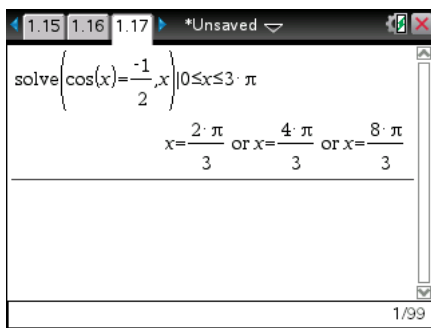 1.15 1.16 1.17 *Unsaved
solve(cos(x)=-1/2,x)|0≤x≤3·π
x=2·π/3 or x=4·π/3 or x=8·π/3
1/99